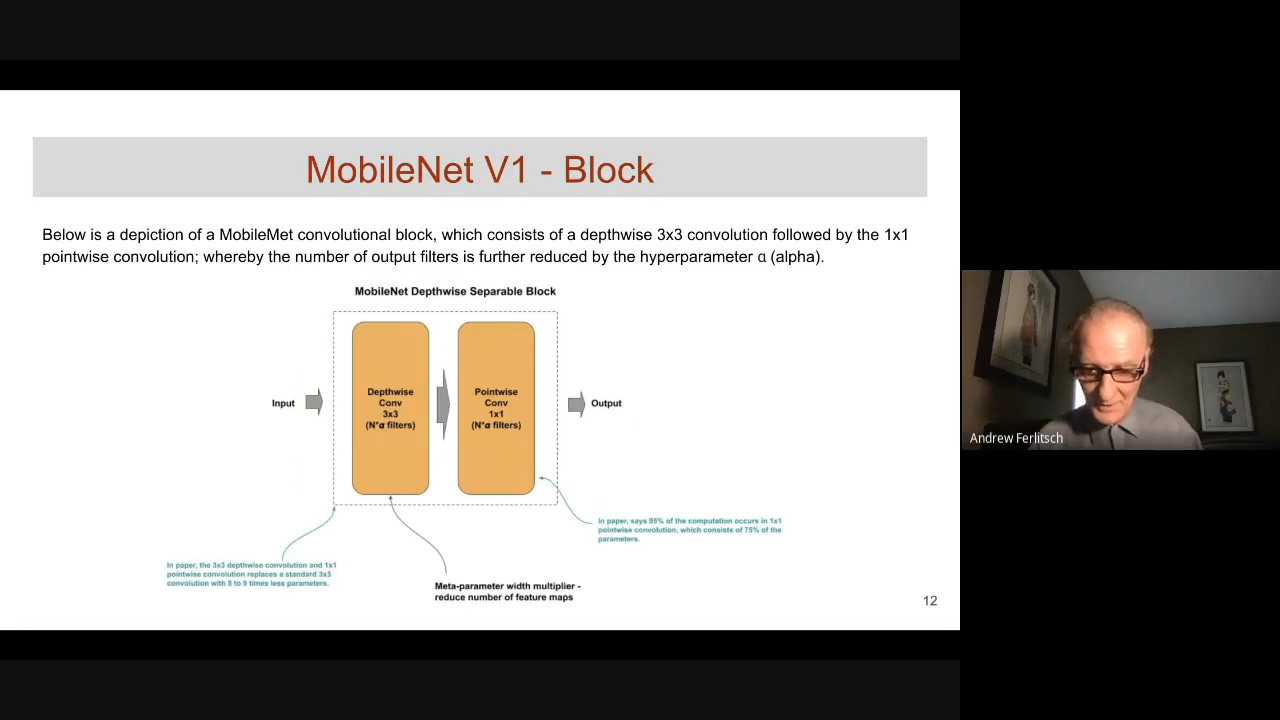 MobileNet V1 - Block
Below is a depiction of a MobileMet convolutional block, which consists of a depthwise 3x3 convolution followed by the 1x1
pointwise convolution; whereby the number of output filters is further reduced by the hyperparameter α (alpha).
MobileNet Depthwise Separable Block
Input
Depthwise
Conv
3x3
(N*α filters)
Pointwise
Conv
1x1
(N*α filters)
Output
Andrew Ferlitsch
In paper, says 95% of the computation occurs in 1x1
pointwise convolution, which consists of 75% of the
parameters.
In paper, the 3x3 depthwise convolution and 1x1
pointwise convolution replaces a standard 3x3
convolution with 8 to 9 times less parameters.
Meta-parameter width multiplier -
reduce number of feature maps
12